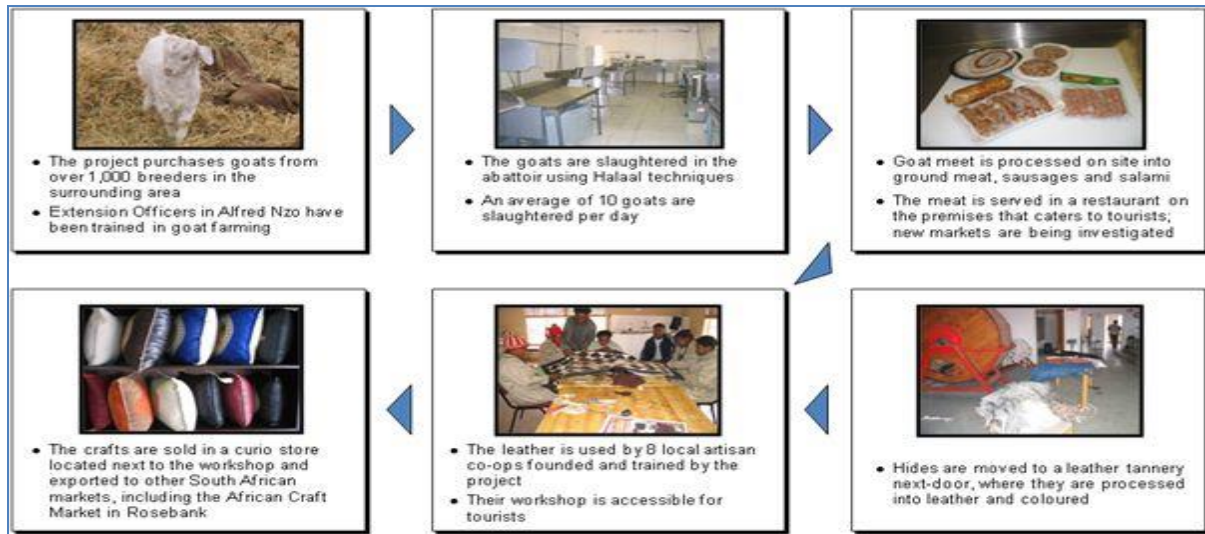 • The project purchases goats from
over 1,000 breeders in the
surrounding area
• Extension Officers in Alfred Nzo have
been trained in goat farming
• The goats are slaughtered in the
abattoir using Halaal techniques
• An average of 10 goats are
slaughtered per day
• Goat meet is processed on site into
ground meat, sausages and salami
• The meat is served in a restaurant on
the premises that caters to tourists;
new markets are being investigated
• Hides are moved to a leather tannery
next-door, where they are processed
into leather and coloured
• The leather is used by 8 local artisan
co-ops founded and trained by the
project
• Their workshop is accessible for
tourists
• The crafts are sold in a curio store
located next to the workshop and
exported to other South African
markets, including the African Craft
Market in Rosebank